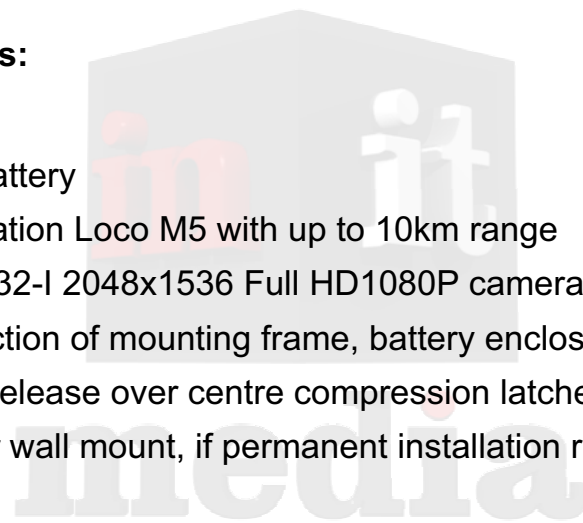 s:
attery
ation Loco M5 with up to 10km range
32-I 2048x1536 Full HD1080P camera
ction of mounting frame, battery enclos
elease over centre compression latche
wall mount, if permanent installation r
in it
media